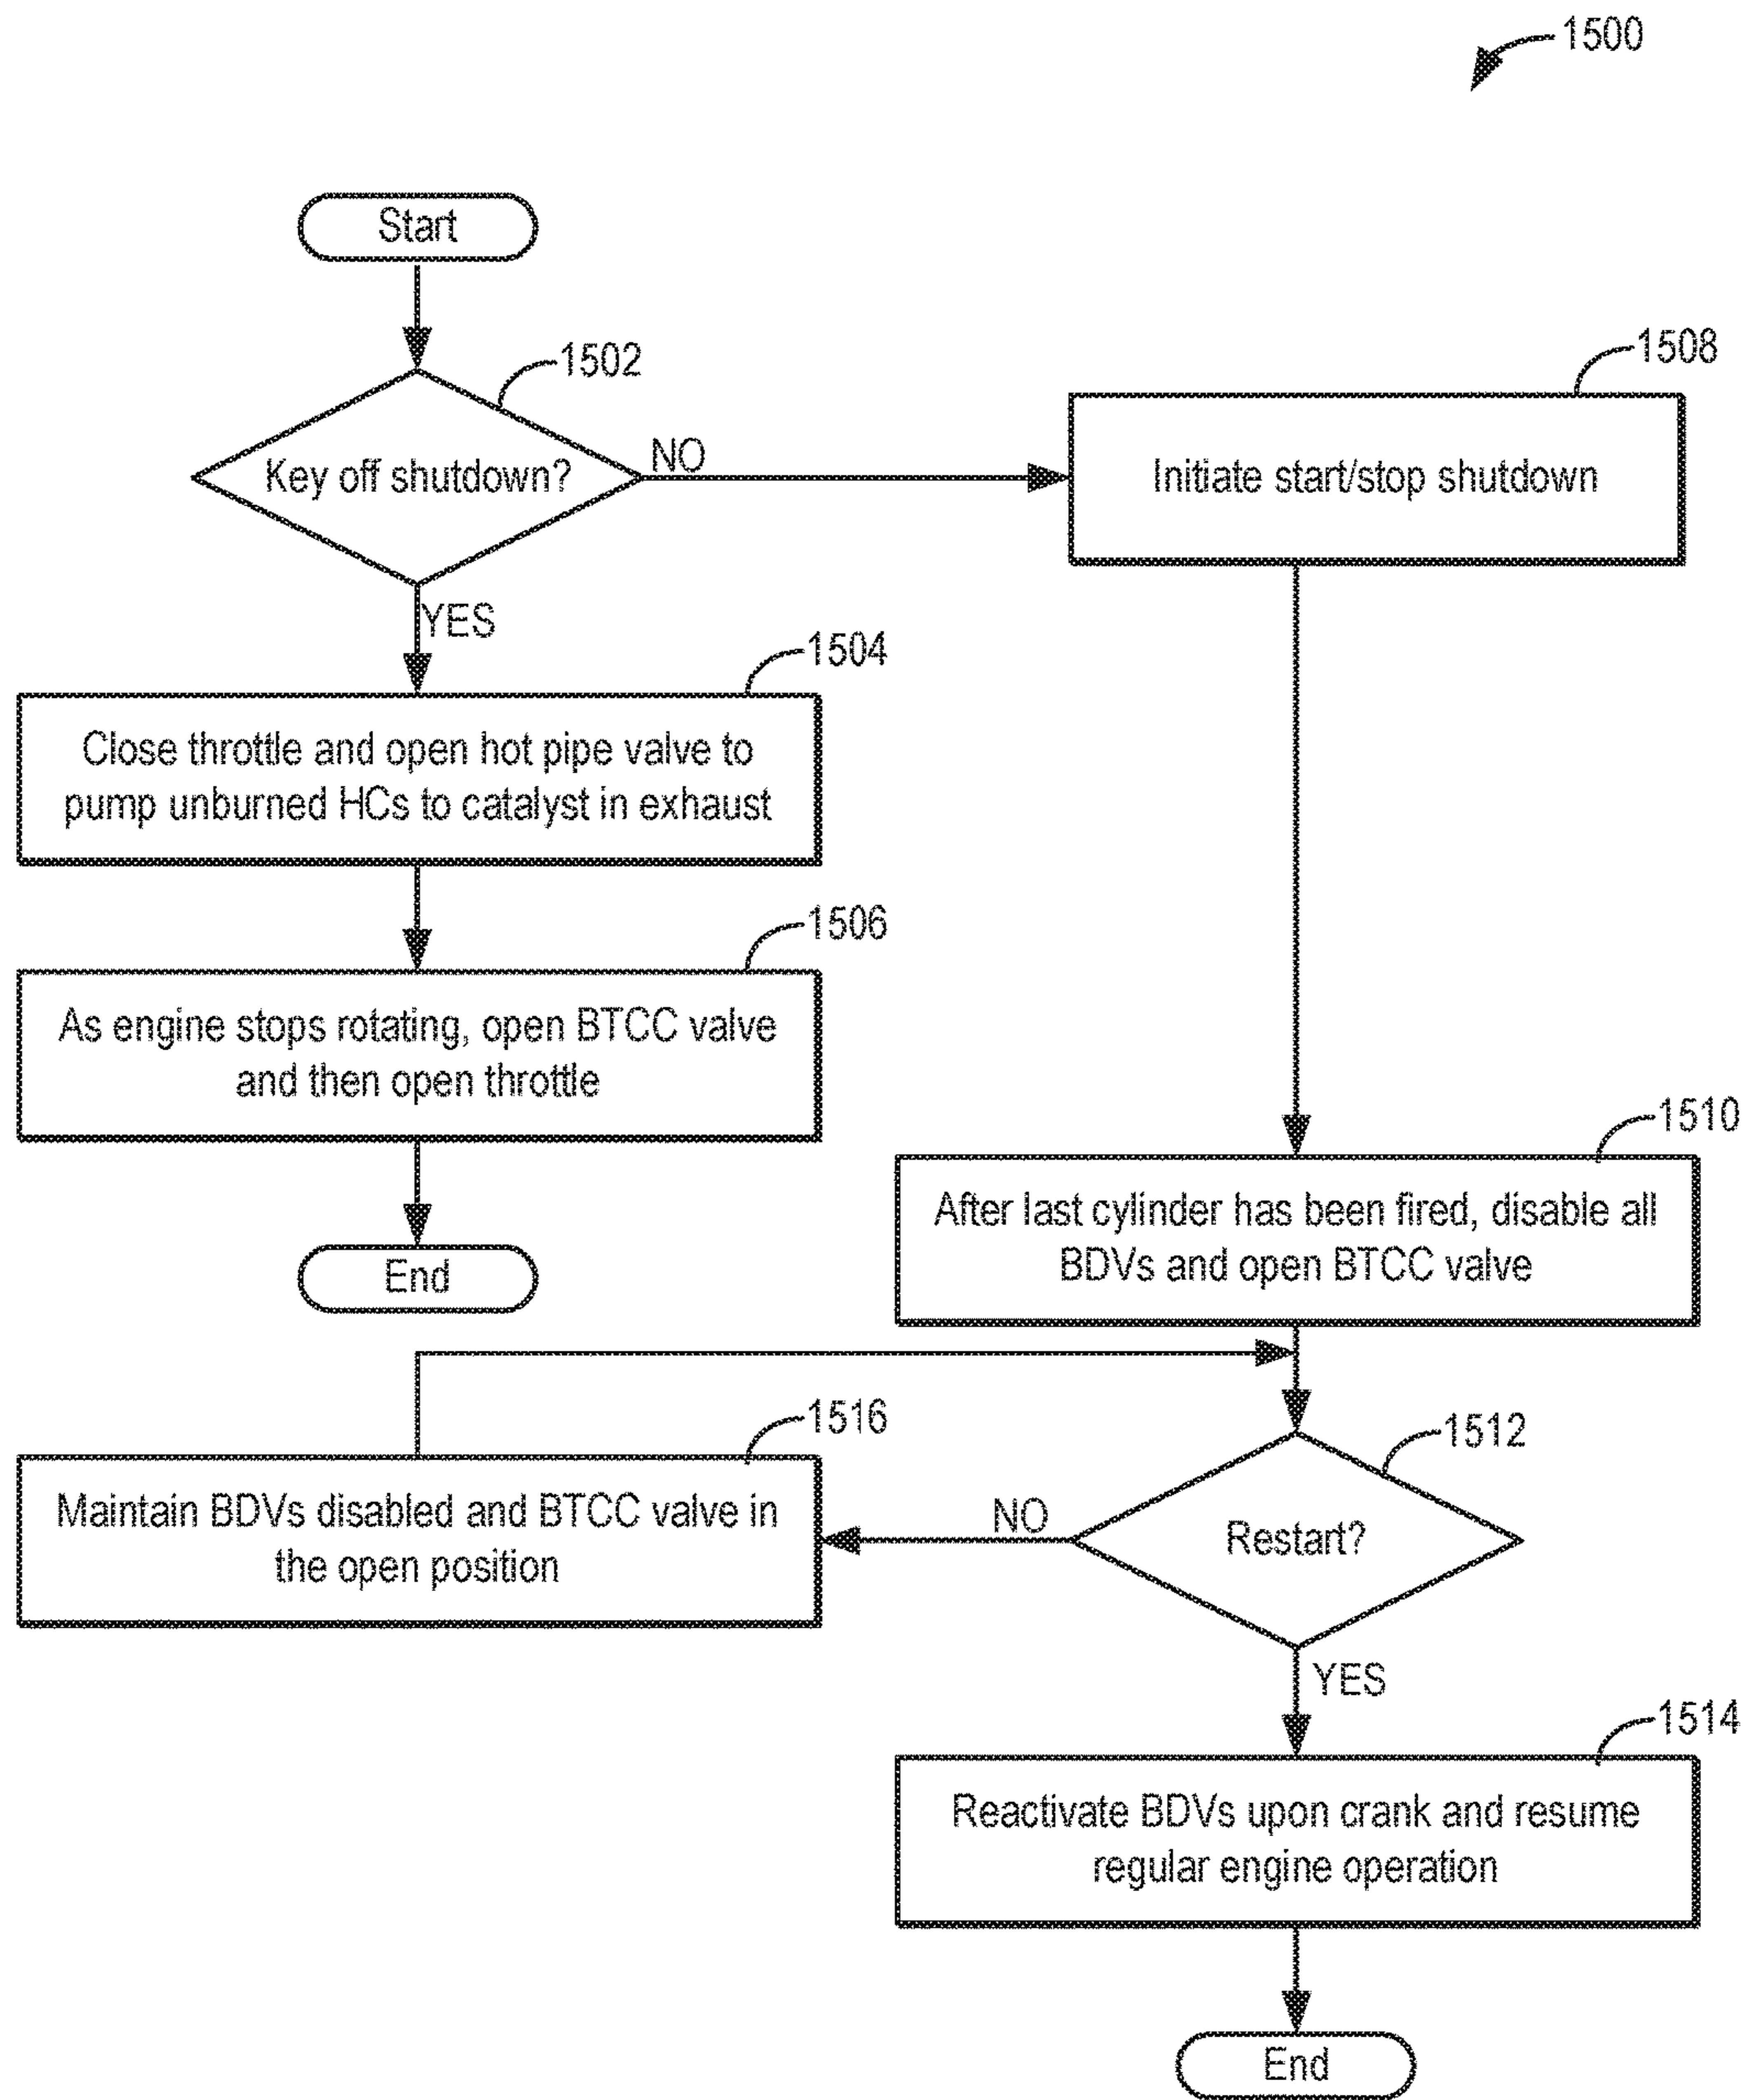 1500
Start
1502
Key off shutdown?
NO
1508
Initiate start/stop shutdown
YES
1504
Close throttle and open hot pipe valve to
pump unburned HCs to catalyst in exhaust
1506
As engine stops rotating, open BTCC valve
and then open throttle
End
1510
After last cylinder has been fired, disable all
BDVs and open BTCC valve
1516
Maintain BDVs disabled and BTCC valve in
the open position
1512
NO
Restart?
YES
1514
Reactivate BDVs upon crank and resume
regular engine operation
End